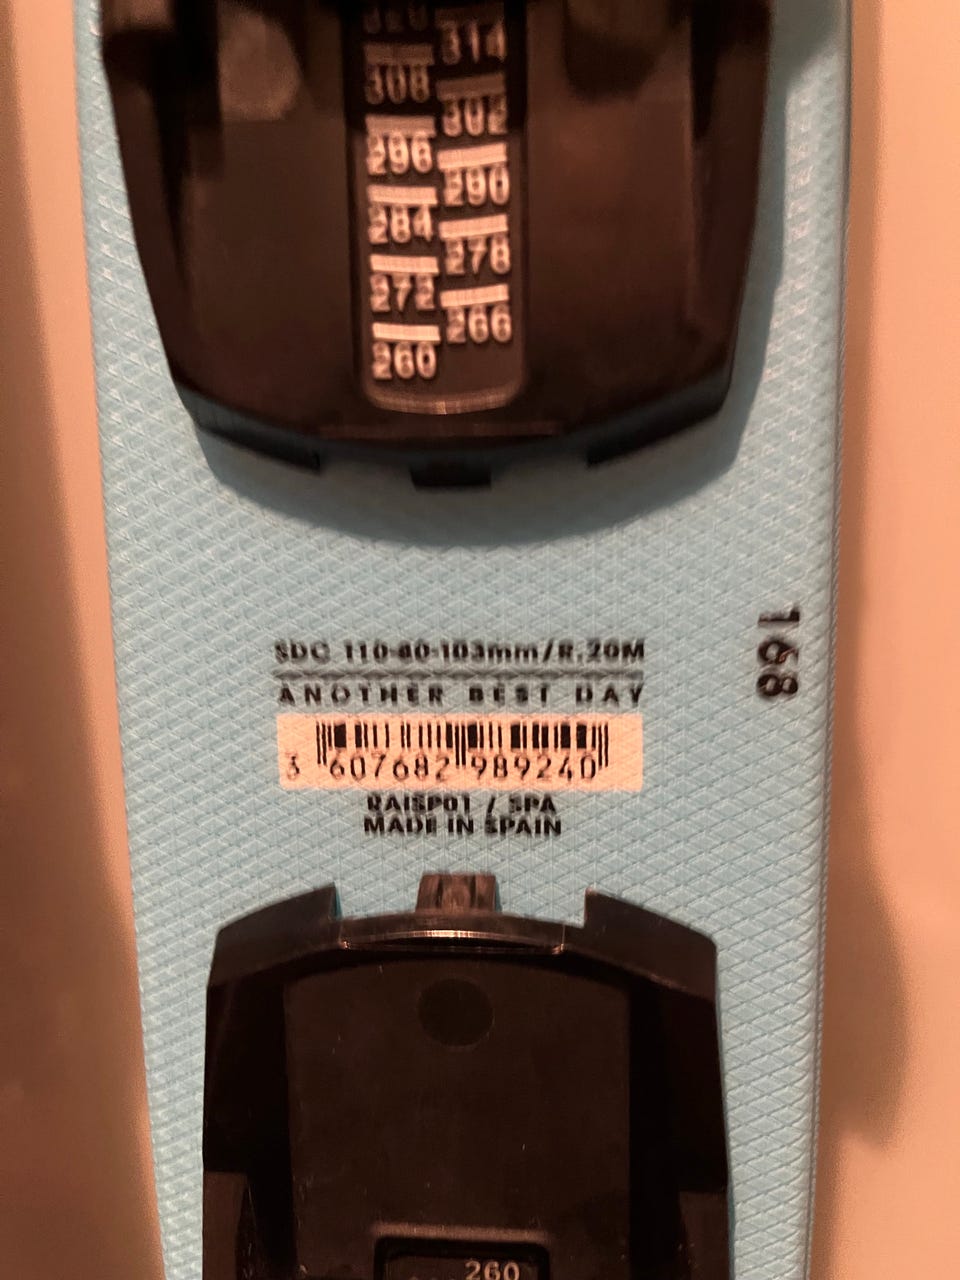 320
314
308
302
296
290
284
278
272
266
260
SDC 110-80-103mm/R.20M
ANOTHER BEST DAY
168
3 607682 989240
RAISP01 / SPA
MADE IN SPAIN
260